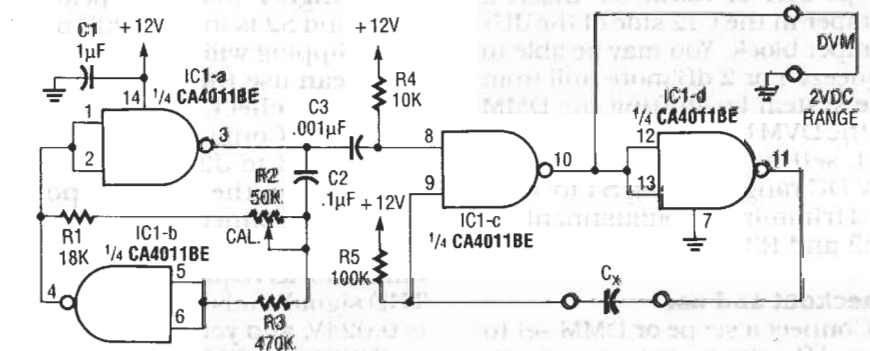 C1
1µF
+12V
IC1-a
1/4 CA4011BE
14
1
2
3
C3
.001µF
+12V
R4
10K
C2
.1µF
R2
50K
CAL.
R1
18K
IC1-b
1/4 CA4011BE
4
5
6
R3
470K
+12V
R5
100K
8
9
10
IC1-c
1/4 CA4011BE
IC1-d
1/4 CA4011BE
12
13
11
7
DVM
2VDC
RANGE
CX